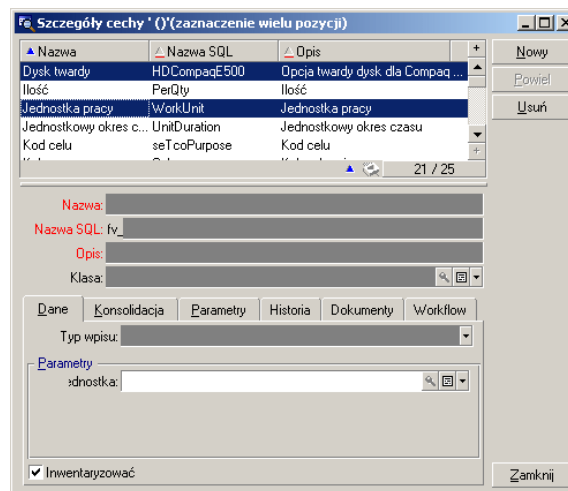 Szczegóły cechy ' ()'(zaznaczenie wielu pozycji)
Nazwa Nazwa SQL Opis
Dysk twardy HDCompaqE500 Opcja twardy dysk dla Compaq ...
Ilość PerQty Ilość
Jednostka pracy WorkUnit Jednostka pracy
Jednostkowy okres c... UnitDuration Jednostkowy okres czasu
Kod celu seTcoPurpose Kod celu
21 / 25
Nowy
Powiel
Usuń
Nazwa:
Nazwa SQL: fv_
Opis:
Klasa:
Dane Konsolidacja Parametry Historia Dokumenty Workflow
Typ wpisu:
Parametry
ednostka:
Inwentaryzować
Zamknij